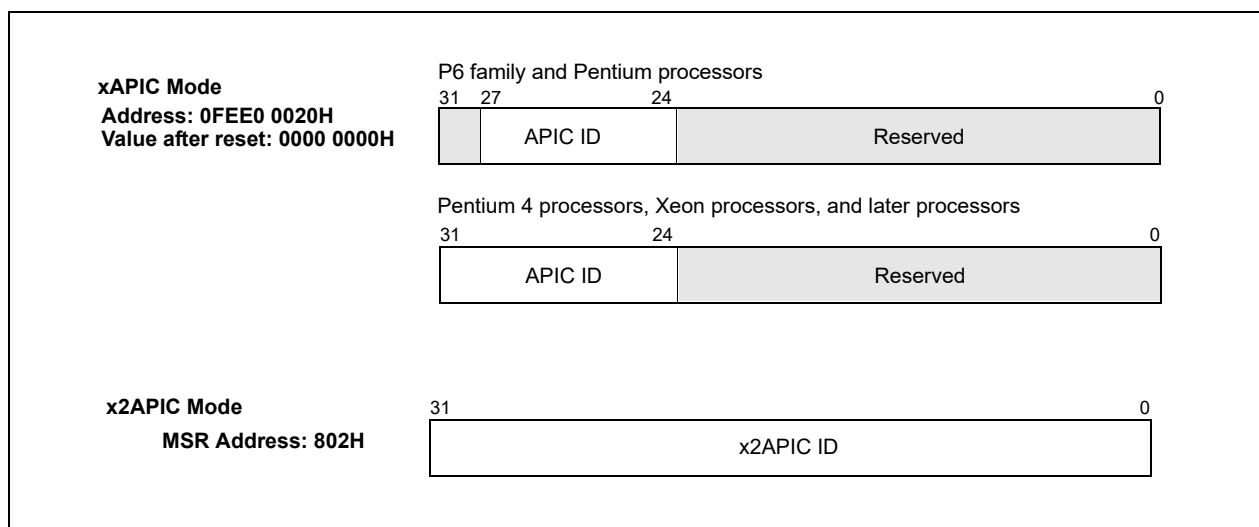 P6 family and Pentium processors
xAPIC Mode
Address: 0FEE0 0020H
Value after reset: 0000 0000H
31 27 24 0
APIC ID Reserved
Pentium 4 processors, Xeon processors, and later processors
31 24 0
APIC ID Reserved
x2APIC Mode
MSR Address: 802H
31 0
x2APIC ID